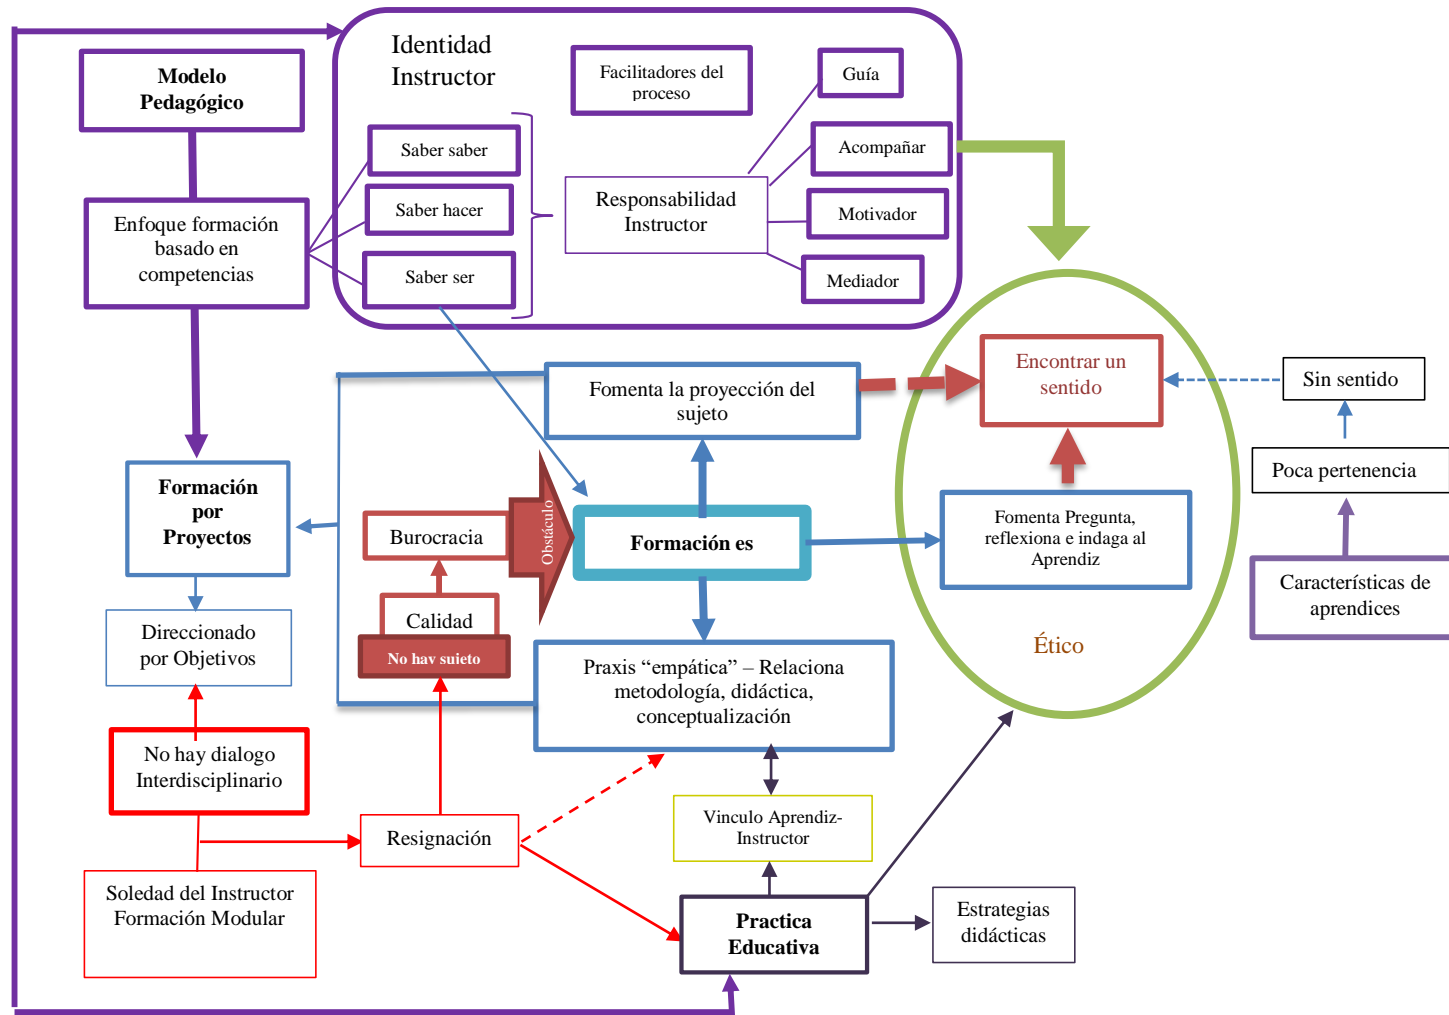 Identidad
Instructor
Modelo
Pedagógico
Facilitadores del
proceso
Guía
Saber saber
Acompañar
Enfoque formación
basado en
competencias
Saber hacer
Responsabilidad
Instructor
Motivador
Saber ser
Mediador
Fomenta la proyección del
sujeto
Encontrar un
sentido
Sin sentido
Poca pertenencia
Formación
por
Proyectos
Burocracia
Obstáculo
Formación es
Fomenta Pregunta,
reflexiona e indaga al
Aprendiz
Características de
aprendices
Direccionado
por Objetivos
Calidad
No hay sujeto
Ético
Praxis “empática” – Relaciona
metodología, didáctica,
conceptualización
No hay dialogo
Interdisciplinario
Resignación
Vinculo Aprendiz-
Instructor
Soledad del Instructor
Formación Modular
Practica
Educativa
Estrategias
didácticas